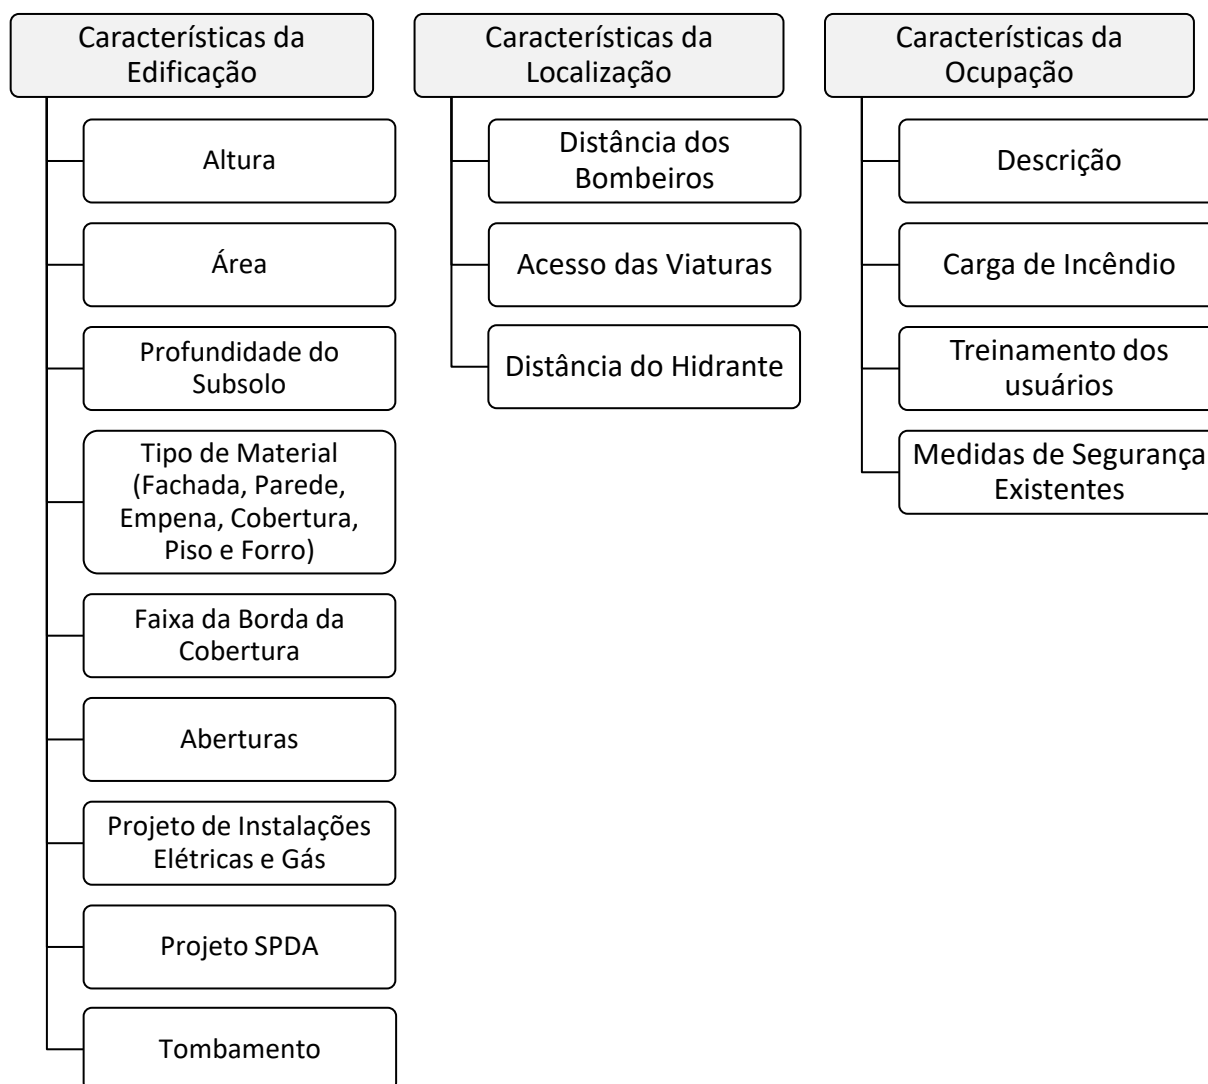 Características da
Edificação
Altura
Área
Profundidade do
Subsolo
Tipo de Material
(Fachada, Parede,
Empena, Cobertura,
Piso e Forro)
Faixa da Borda da
Cobertura
Aberturas
Projeto de Instalações
Elétricas e Gás
Projeto SPDA
Tombamento
Características da
Localização
Distância dos
Bombeiros
Acesso das Viaturas
Distância do Hidrante
Características da
Ocupação
Descrição
Carga de Incêndio
Treinamento dos
usuários
Medidas de Segurança
Existentes